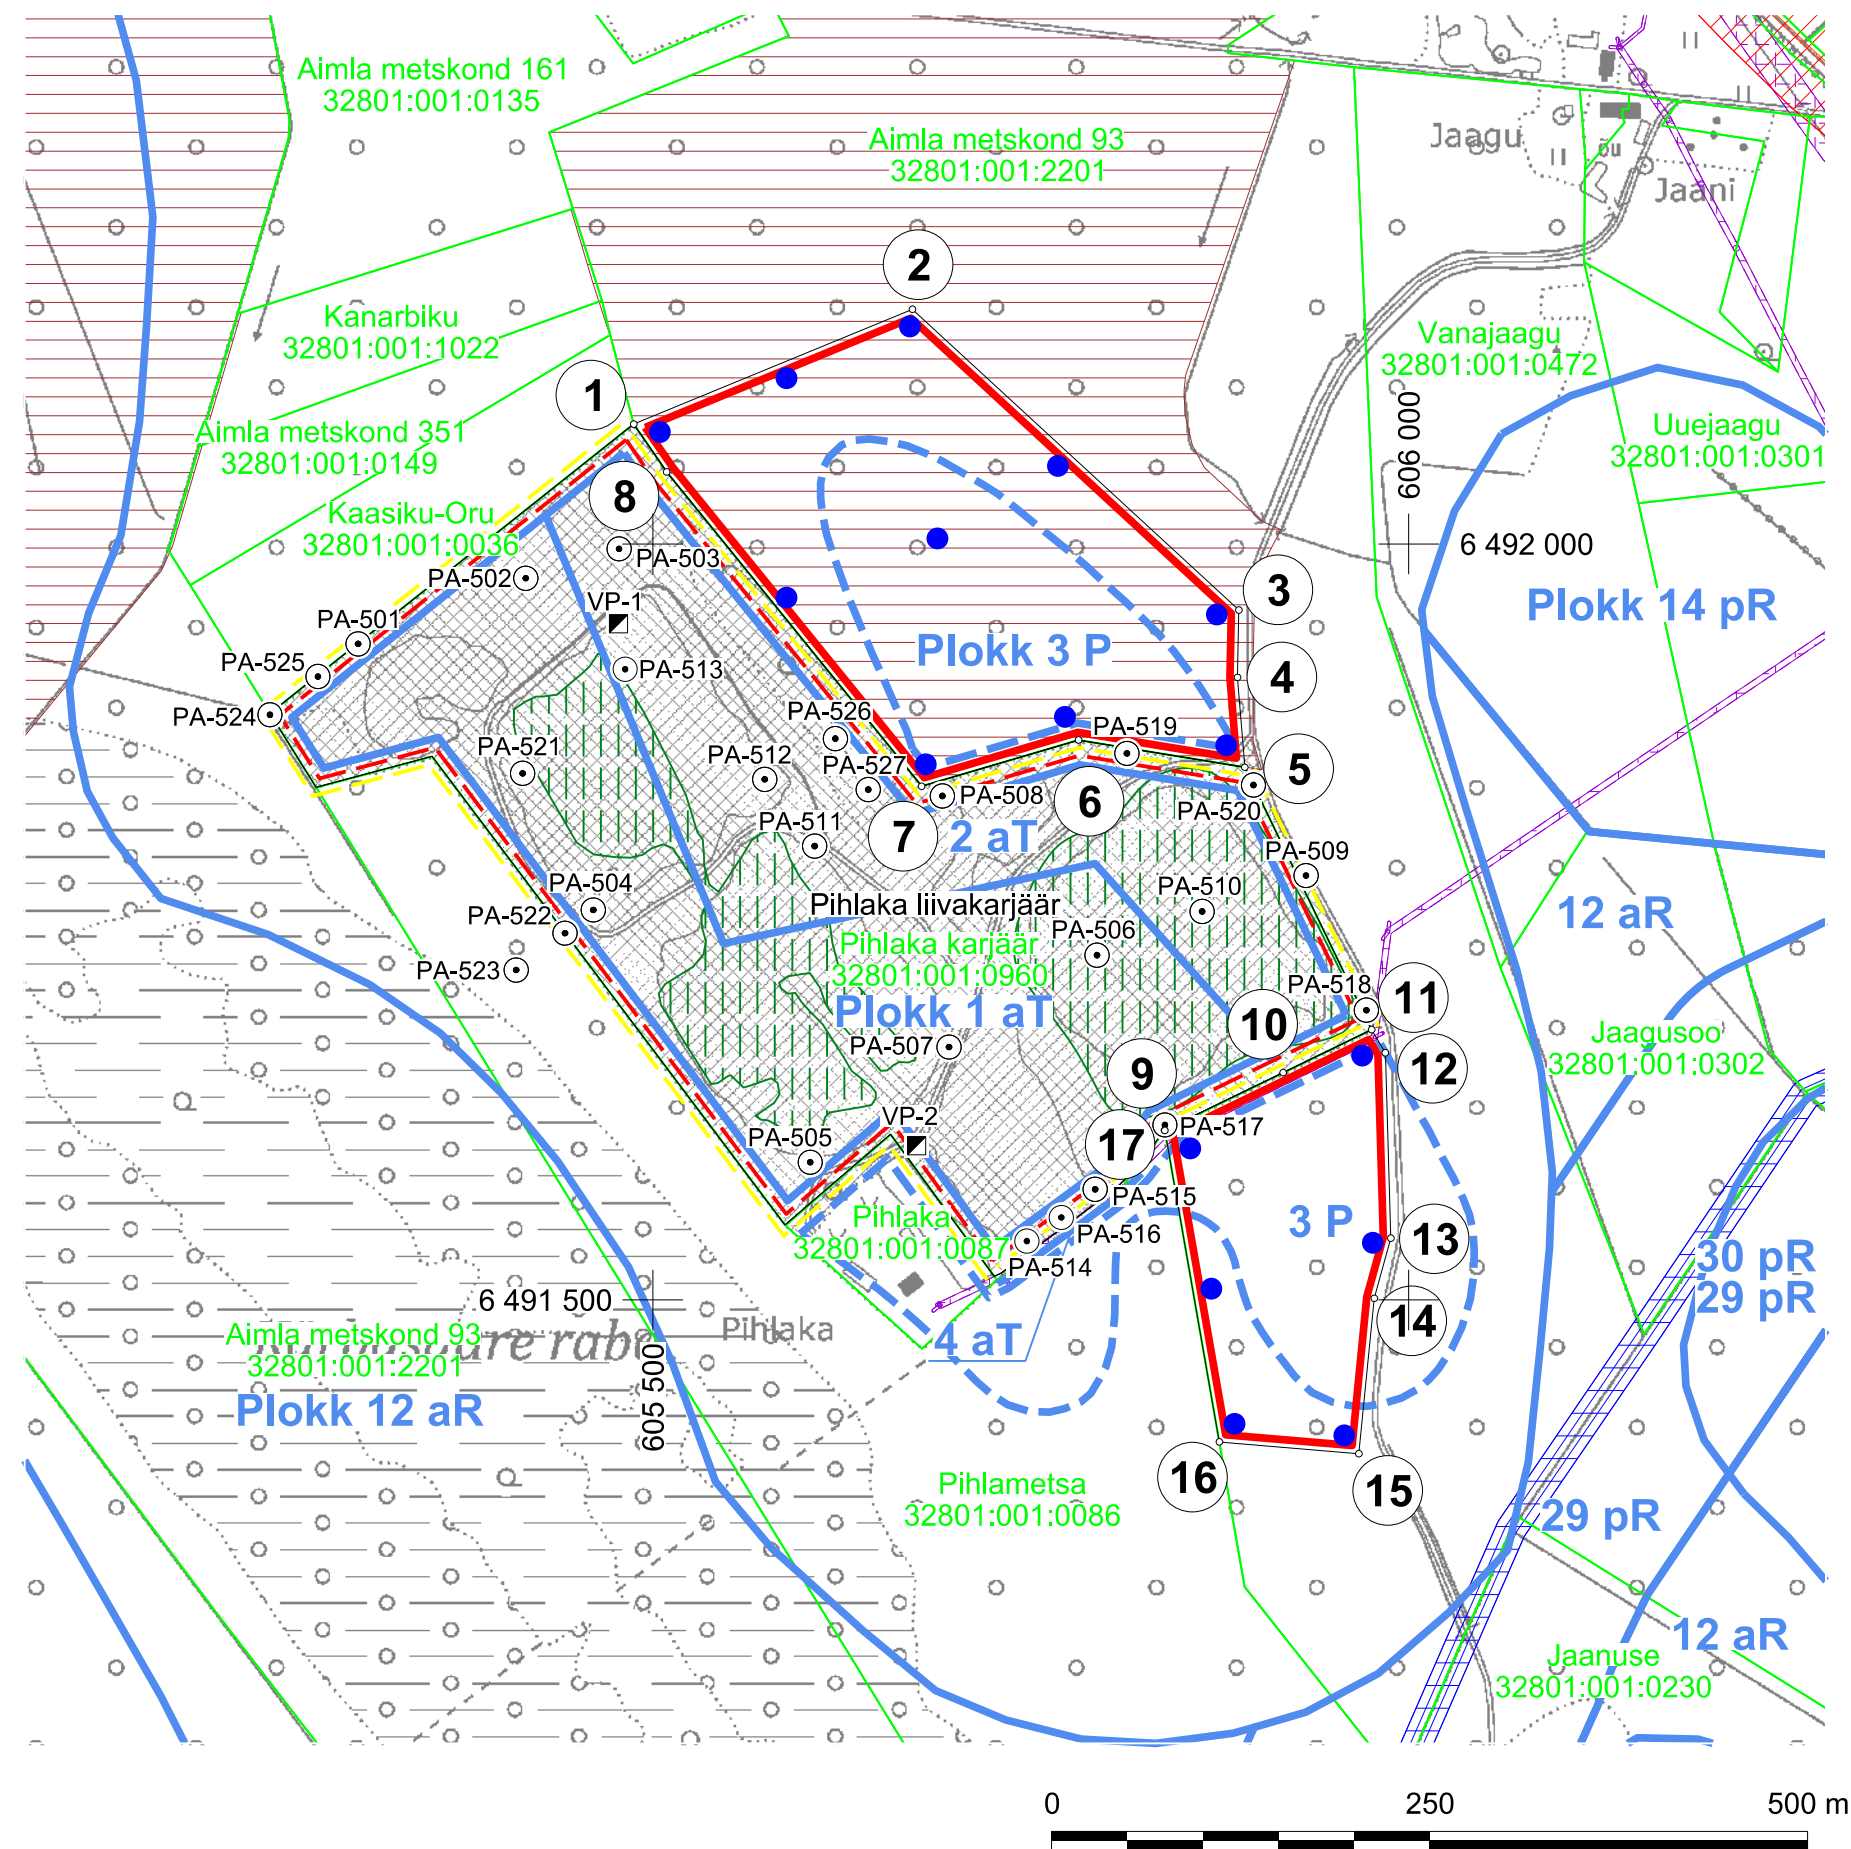 Aimla metskond 161
32801:001:0135
Aimla metskond 93
32801:001:2201
Jaagu
õu
Jaani
2
Kanarbiku
32801:001:1022
Vanajaagu
32801:001:0472
1
606 000
Aimla metskond 351
32801:001:0149
Uuejaagu
32801:001:0301
8
Kaasiku-Oru
32801:001:0036
6 492 000
PA-503
PA-502
3
VP-1
Plokk 14 pR
PA-501
Plokk 3 P
PA-525
PA-513
4
PA-524
PA-526
PA-519
PA-521
PA-512
PA-527
5
PA-508
6
PA-520
7
2 aT
PA-511
PA-509
PA-504
Pihlaka liivakarjäär
PA-510
12 aR
PA-522
Pihlaka karjäär
32801:001:0960
PA-506
PA-523
PA-518
11
Plokk 1 aT
10
Jaagusoo
32801:001:0302
PA-507
9
12
VP-2
PA-517
PA-505
17
PA-515
Pihlaka
32801:001:0087
PA-516
3 P
13
PA-514
30 pR
29 pR
6 491 500
14
Aimla metskond 93
32801:001:2201
Pihlaka
4 aT
605 500
Plokk 12 aR
16
Pihlametsa
32801:001:0086
15
29 pR
12 aR
Jaanuse
32801:001:0230
0 250 500 m